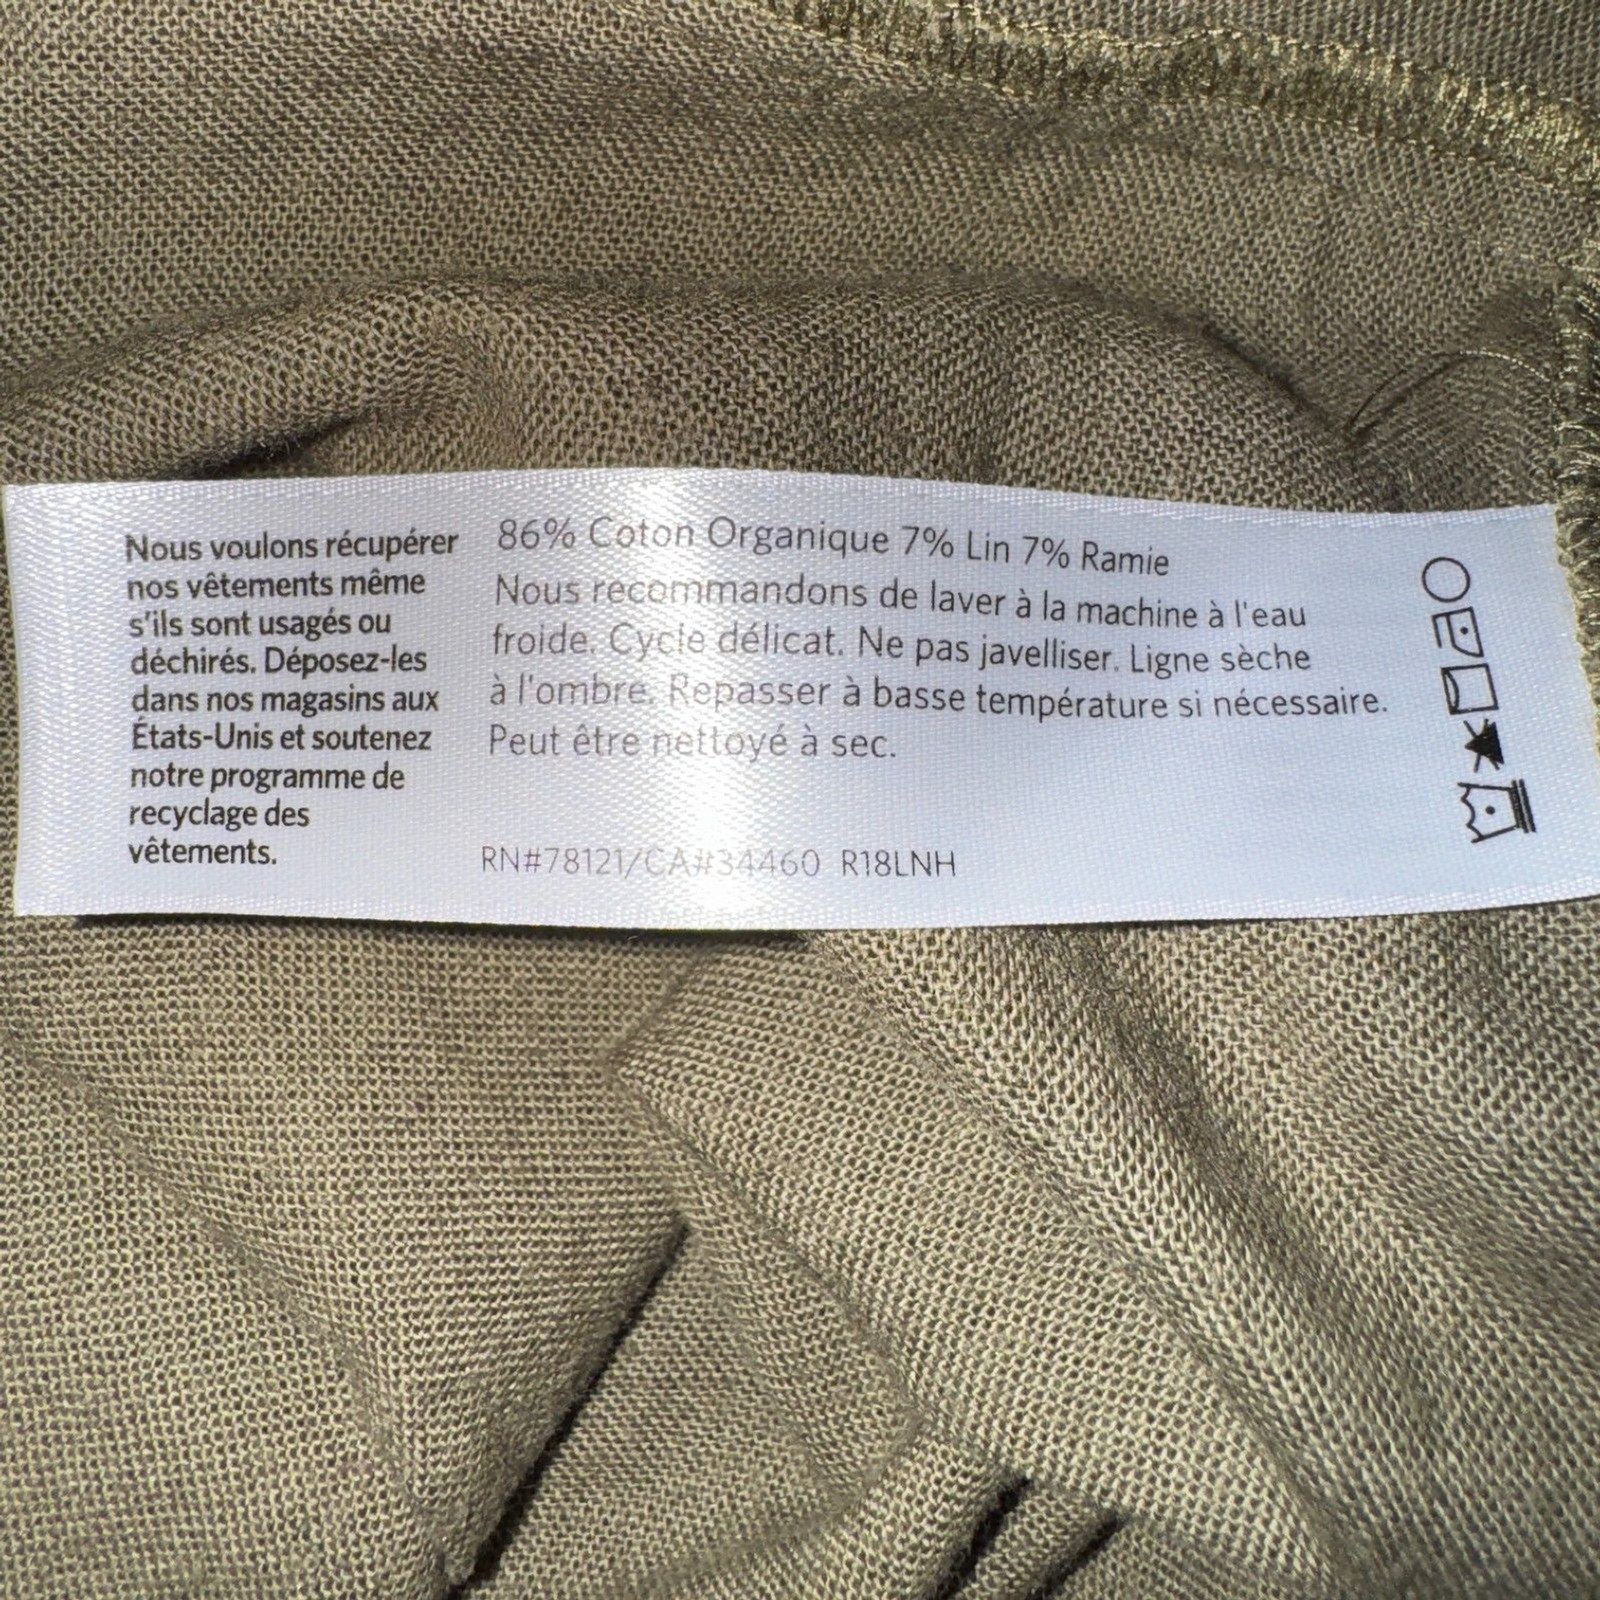 Nous voulons récupérer
nos vêtements même
s'ils sont usagés ou
déchirés. Déposez-les
dans nos magasins aux
États-Unis et soutenez
notre programme de
recyclage des
vêtements.
86% Coton Organique 7% Lin 7% Ramie
Nous recommandons de laver à la machine à l'eau
froide. Cycle délicat. Ne pas javelliser. Ligne sèche
à l'ombre. Repasser à basse température si nécessaire.
Peut être nettoyé à sec.
RN#78121/CA#34460 R18LNH